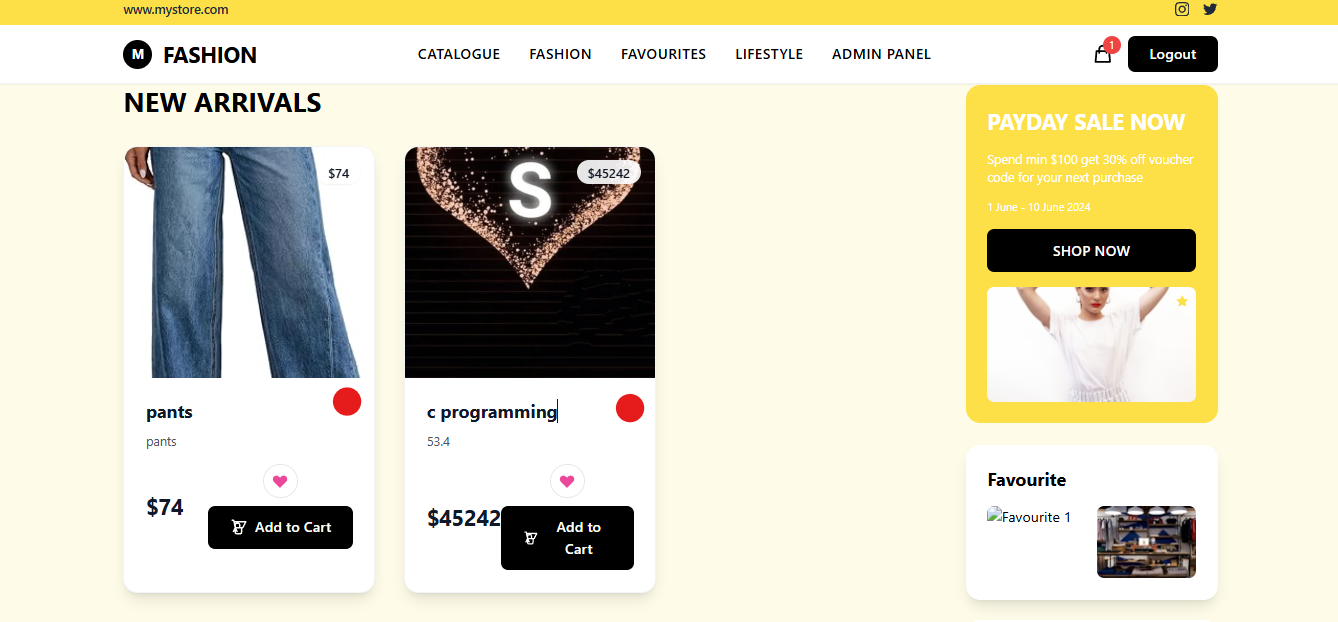 www.mystore.com
M FASHION
CATALOGUE FASHION FAVOURITES LIFESTYLE ADMIN PANEL
1
Logout
NEW ARRIVALS
$74
pants
pants
$74
Add to Cart
S
$45242
c programming
53.4
$45242
Add to
Cart
PAYDAY SALE NOW
Spend min $100 get 30% off voucher
code for your next purchase
1 June - 10 June 2024
SHOP NOW
Favourite
Favourite 1